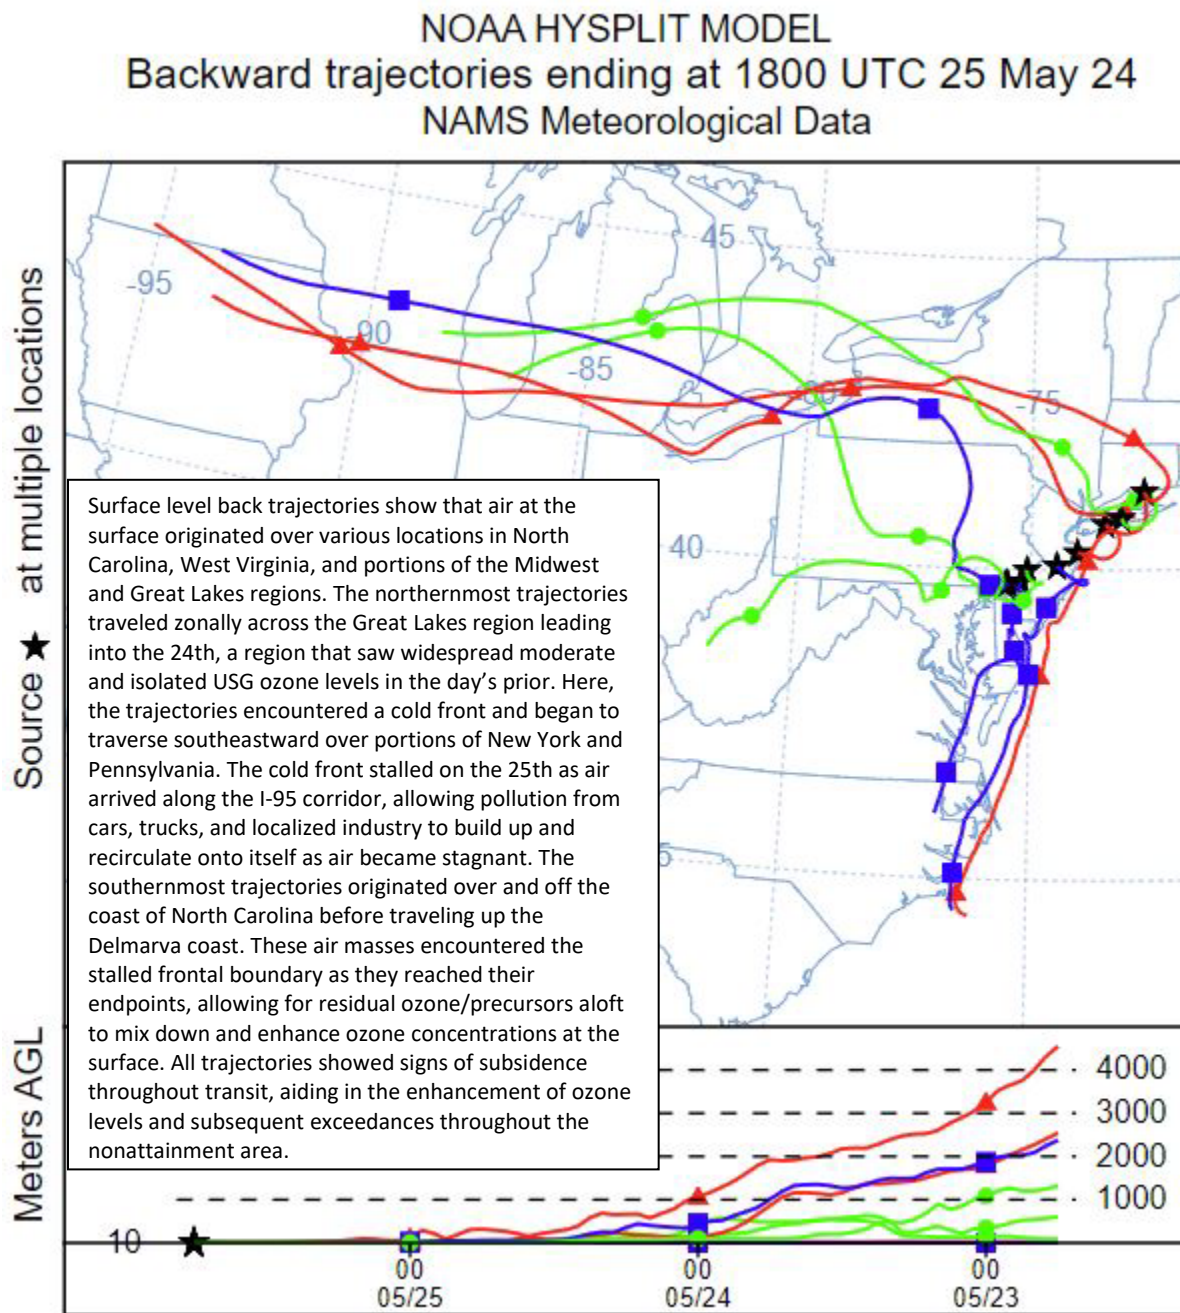 NOAA HYSPLIT MODEL
Backward trajectories ending at 1800 UTC 25 May 24
NAMS Meteorological Data
Source ★ at multiple locations
45
-95
-90
-85
-80
-75
40
5
Surface level back trajectories show that air at the
surface originated over various locations in North
Carolina, West Virginia, and portions of the Midwest
and Great Lakes regions. The northernmost trajectories
traveled zonally across the Great Lakes region leading
into the 24th, a region that saw widespread moderate
and isolated USG ozone levels in the day’s prior. Here,
the trajectories encountered a cold front and began to
traverse southeastward over portions of New York and
Pennsylvania. The cold front stalled on the 25th as air
arrived along the I-95 corridor, allowing pollution from
cars, trucks, and localized industry to build up and
recirculate onto itself as air became stagnant. The
southernmost trajectories originated over and off the
coast of North Carolina before traveling up the
Delmarva coast. These air masses encountered the
stalled frontal boundary as they reached their
endpoints, allowing for residual ozone/precursors aloft
to mix down and enhance ozone concentrations at the
surface. All trajectories showed signs of subsidence
throughout transit, aiding in the enhancement of ozone
levels and subsequent exceedances throughout the
nonattainment area.
Meters AGL
4000
3000
2000
1000
10
00 00 00
05/25 05/24 05/23